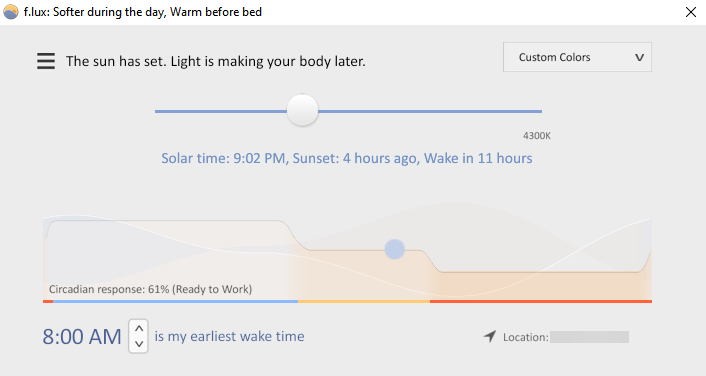 f.lux: Softer during the day, Warm before bed
The sun has set. Light is making your body later.
Custom Colors
4300K
Solar time: 9:02 PM, Sunset: 4 hours ago, Wake in 11 hours
Circadian response: 61% (Ready to Work)
8:00 AM is my earliest wake time
Location: